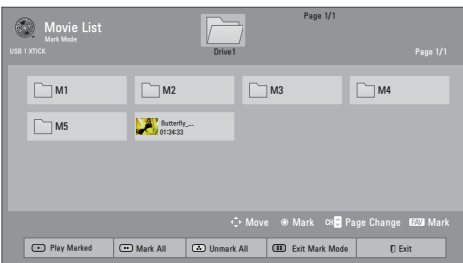 Movie List
Mark Mode
Page 1/1
USB 1 XTICK
Drive1
Page 1/1
M1
M2
M3
M4
M5
Butterfly_...
01:34:33
Move
Mark
CH
Page Change
FAV
Mark
Play Marked
Mark All
Unmark All
Exit Mark Mode
Exit